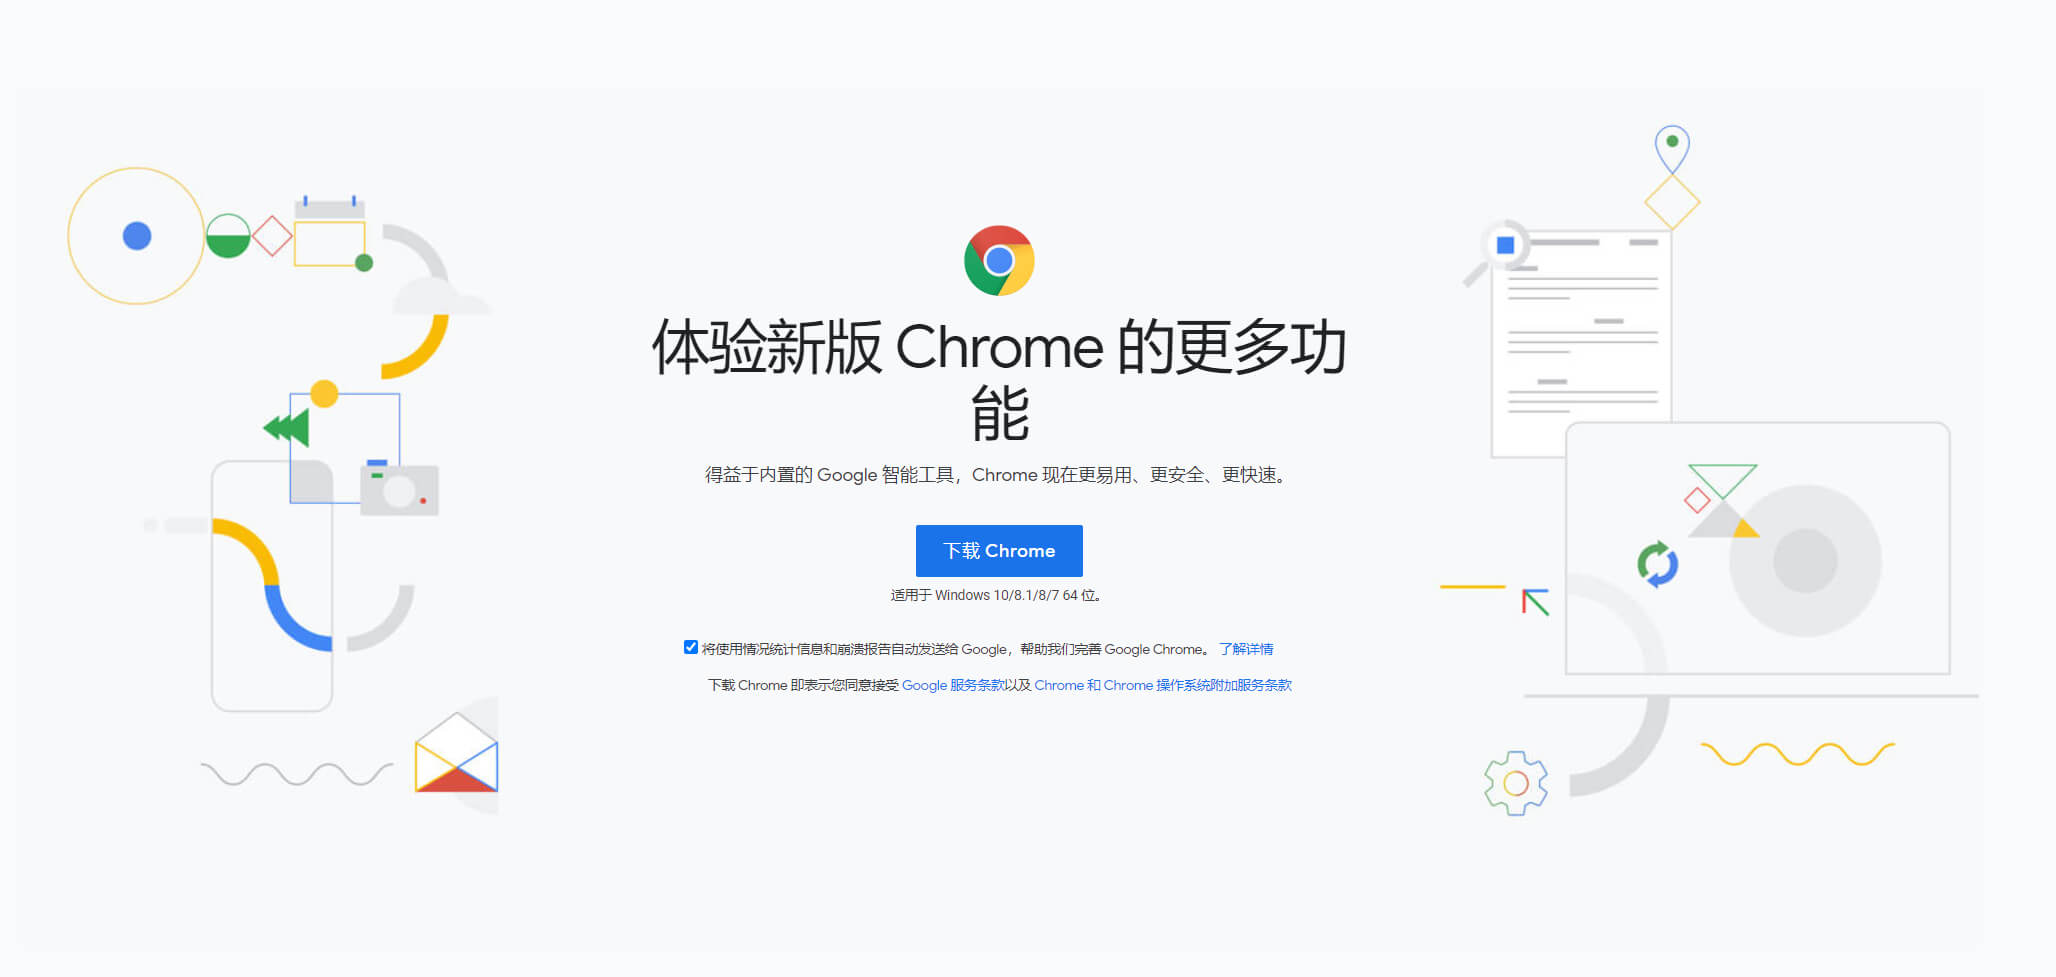 体验新版 Chrome 的更多功
能
得益于内置的 Google 智能工具，Chrome 现在更易用、更安全、更快速。
下载 Chrome
适用于 Windows 10/8.1/8/7 64 位。
将使用情况统计信息和崩溃报告自动发送给 Google，帮助我们完善 Google Chrome。 了解详情
下载 Chrome 即表示您同意接受 Google 服务条款以及 Chrome 和 Chrome 操作系统附加服务条款